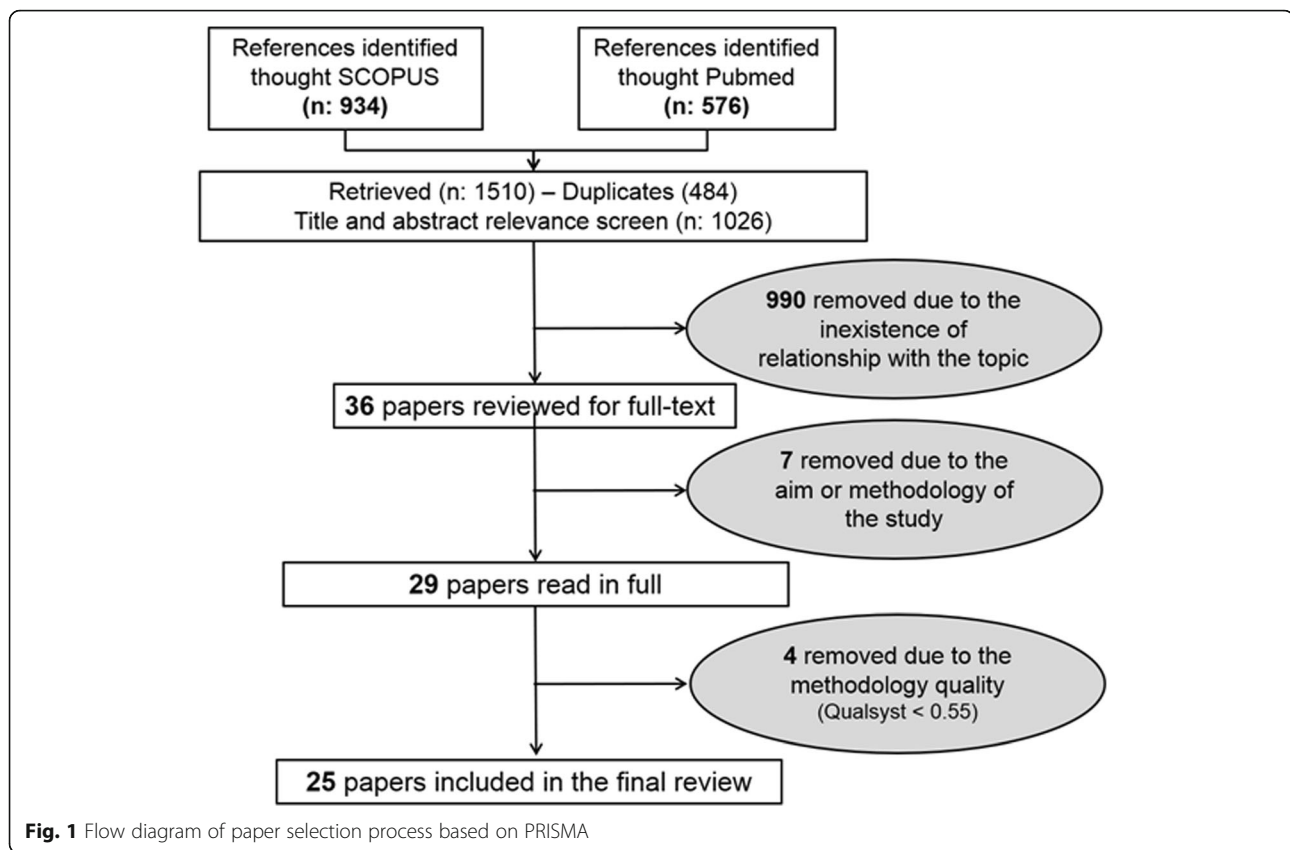 References identified
thought SCOPUS
(n: 934)
References identified
thought Pubmed
(n: 576)
Retrieved (n: 1510) – Duplicates (484)
Title and abstract relevance screen (n: 1026)
990 removed due to the
inexistence of
relationship with the topic
36 papers reviewed for full-text
7 removed due to the
aim or methodology of
the study
29 papers read in full
4 removed due to the
methodology quality
(Qualsyst < 0.55)
25 papers included in the final review
Fig. 1 Flow diagram of paper selection process based on PRISMA